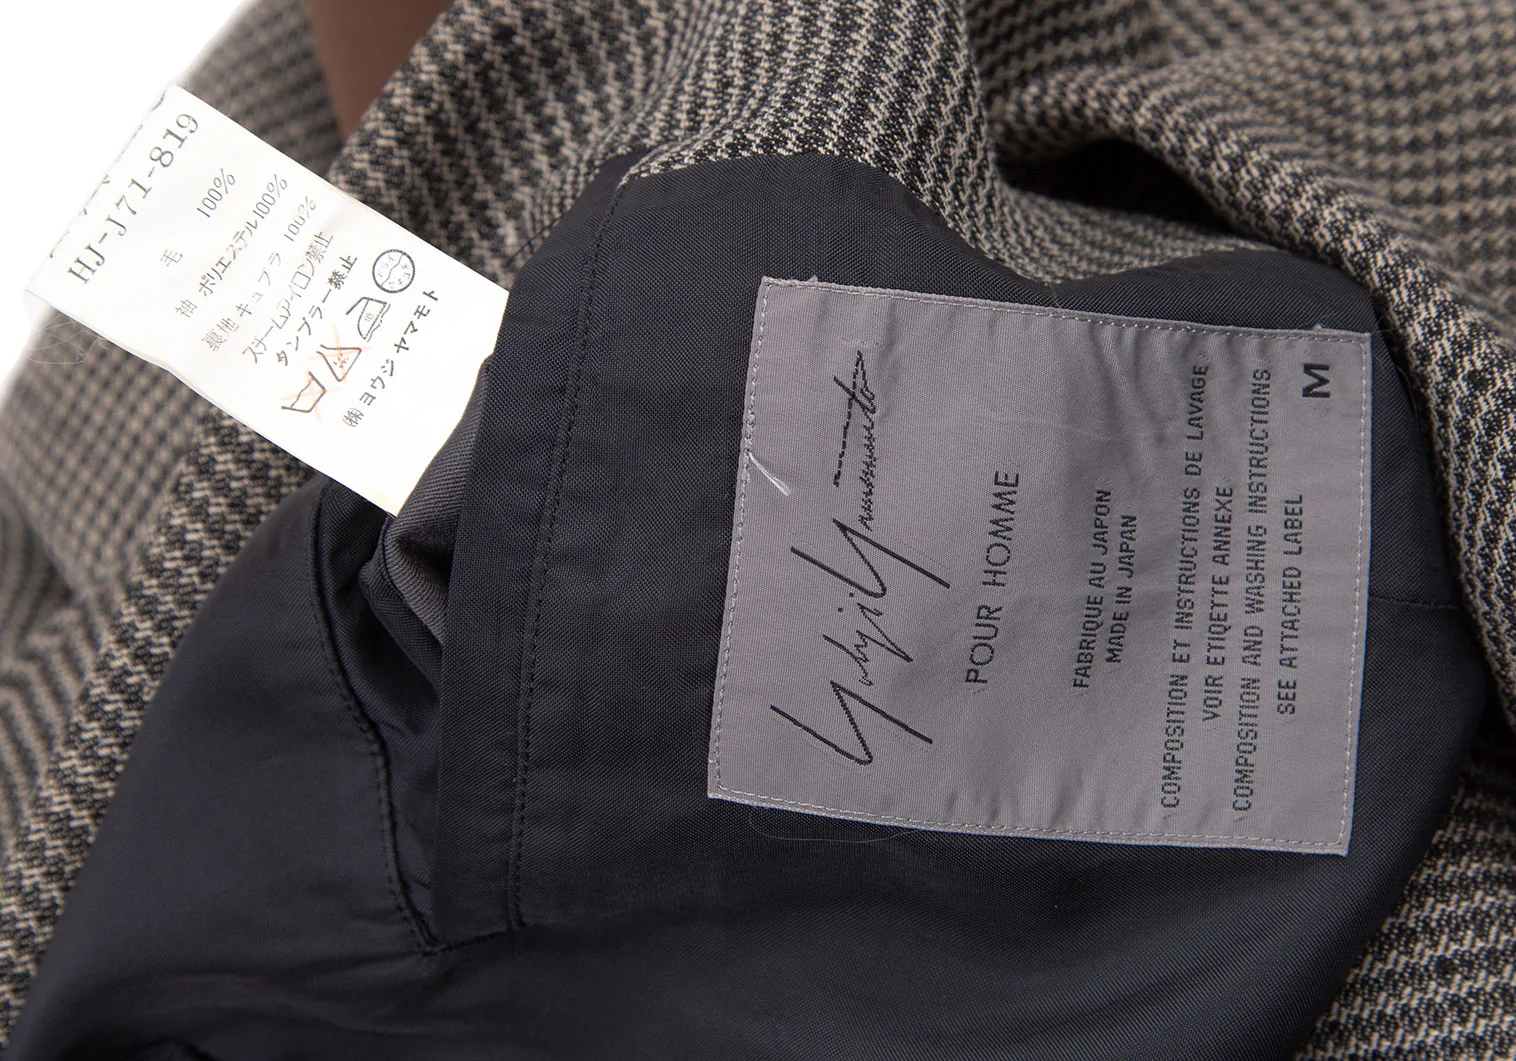 HJ-J71-819
毛 100%
袖 ポリエステル100%
裏地 キュプラ 100%
スチームアイロン禁止
タンブラー禁止
㈱ ヨウジ ヤマモト
Yohji Yamamoto
POUR HOMME
FABRIQUE AU JAPON
MADE IN JAPAN
COMPOSITION ET INSTRUCTIONS DE LAVAGE
VOIR ETIQETTE ANNEXE
COMPOSITION AND WASHING INSTRUCTIONS
SEE ATTACHED LABEL
M